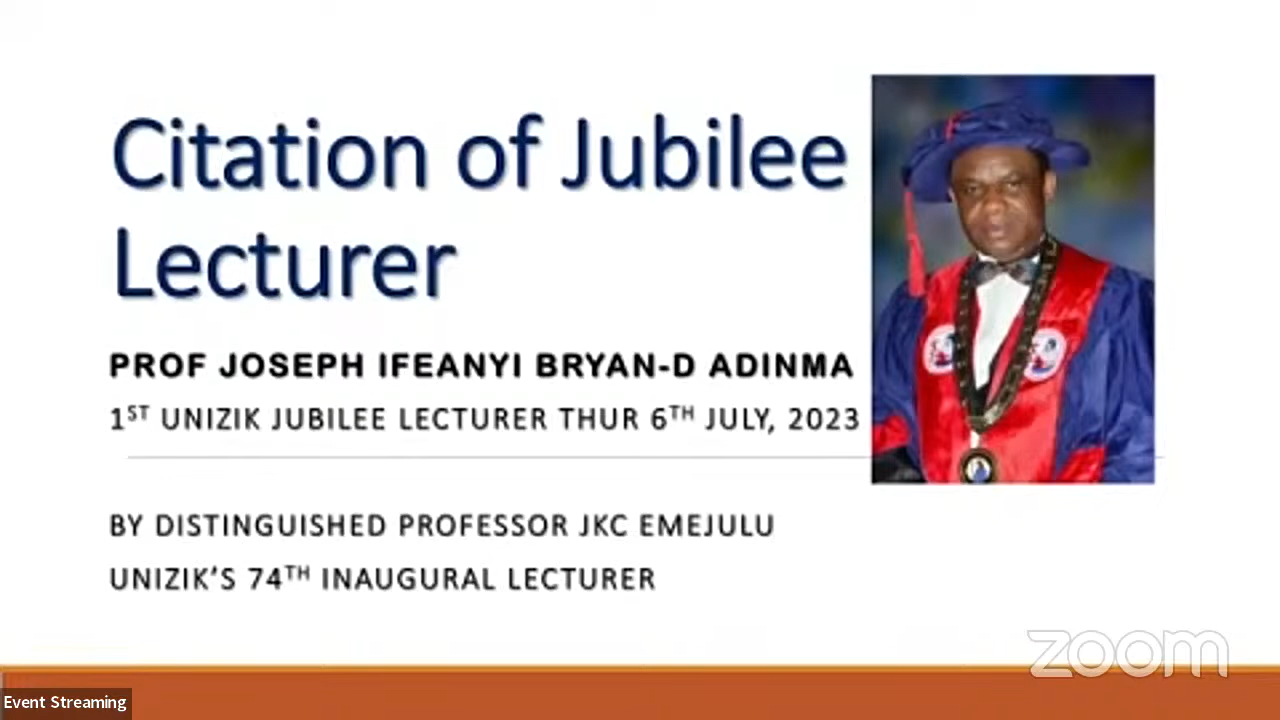 Citation of Jubilee
Lecturer
PROF JOSEPH IFEANYI BRYAN-D ADINMA
1ST UNIZIK JUBILEE LECTURER THUR 6TH JULY, 2023
BY DISTINGUISHED PROFESSOR JKC EMEJULU
UNIZIK'S 74TH INAUGURAL LECTURER
zoom
Event Streaming